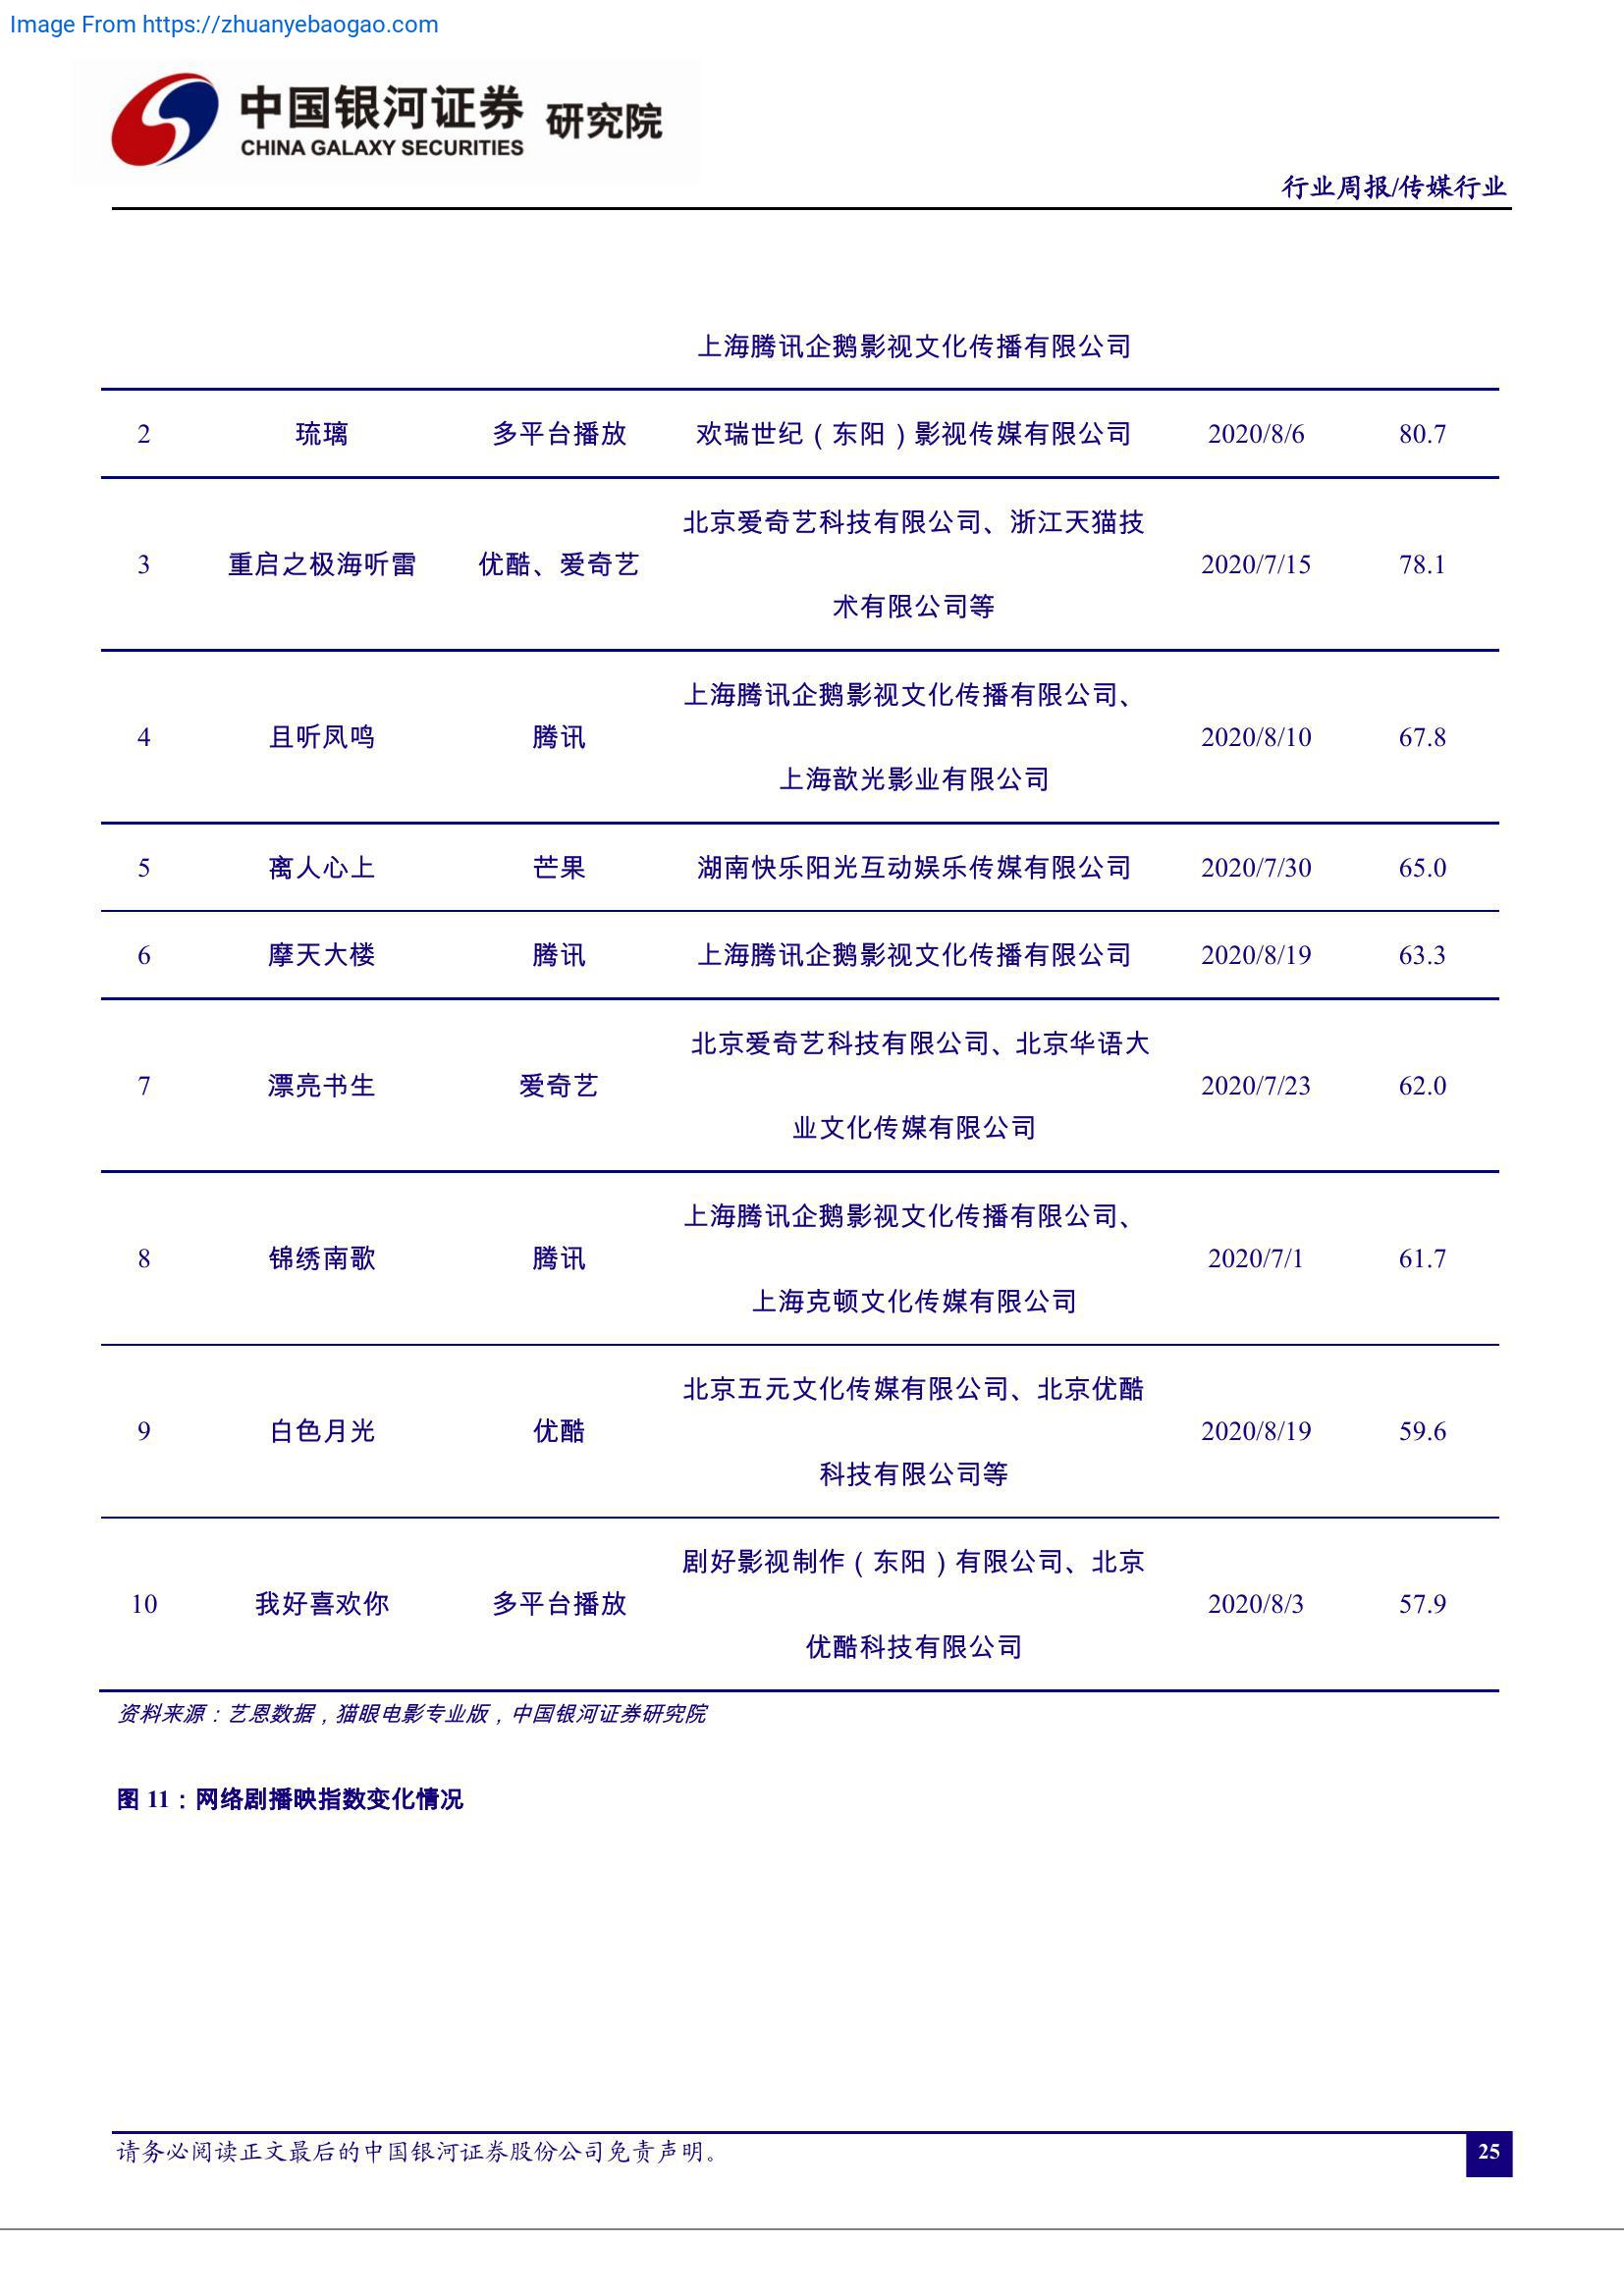 Image From https://zhuanyebaogao.com
中国银河证券 研究院
CHINA GALAXY SECURITIES
行业周报/传媒行业
上海腾讯企鹅影视文化传播有限公司
2 琉璃 多平台播放 欢瑞世纪（东阳）影视传媒有限公司 2020/8/6 80.7
北京爱奇艺科技有限公司、浙江天猫技
3 重启之极海听雷 优酷、爱奇艺 2020/7/15 78.1
术有限公司等
上海腾讯企鹅影视文化传播有限公司、
4 且听凤鸣 腾讯 2020/8/10 67.8
上海歆光影业有限公司
5 离人心上 芒果 湖南快乐阳光互动娱乐传媒有限公司 2020/7/30 65.0
6 摩天大楼 腾讯 上海腾讯企鹅影视文化传播有限公司 2020/8/19 63.3
北京爱奇艺科技有限公司、北京华语大
7 漂亮书生 爱奇艺 2020/7/23 62.0
业文化传媒有限公司
上海腾讯企鹅影视文化传播有限公司、
8 锦绣南歌 腾讯 2020/7/1 61.7
上海克顿文化传媒有限公司
北京五元文化传媒有限公司、北京优酷
9 白色月光 优酷 2020/8/19 59.6
科技有限公司等
剧好影视制作（东阳）有限公司、北京
10 我好喜欢你 多平台播放 2020/8/3 57.9
优酷科技有限公司
资料来源：艺恩数据，猫眼电影专业版，中国银河证券研究院
图 11：网络剧播映指数变化情况
请务必阅读正文最后的中国银河证券股份公司免责声明。
25